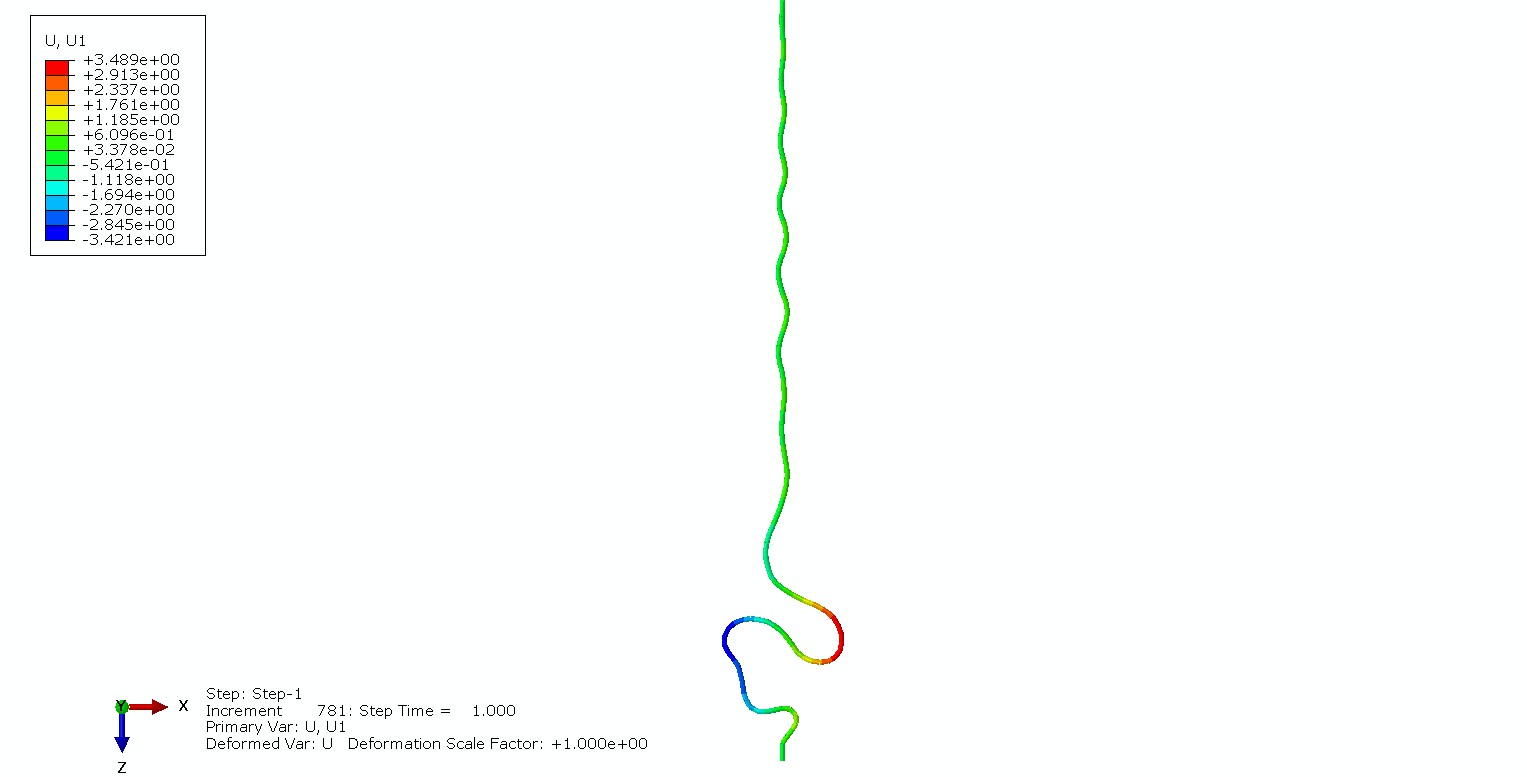 U, U1
+3.489e+00
+2.913e+00
+2.337e+00
+1.761e+00
+1.185e+00
+6.096e-01
+3.378e-02
-5.421e-01
-1.118e+00
-1.694e+00
-2.270e+00
-2.845e+00
-3.421e+00
Y
X
Z
Step: Step-1
Increment 781: Step Time = 1.000
Primary Var: U, U1
Deformed Var: U Deformation Scale Factor: +1.000e+00